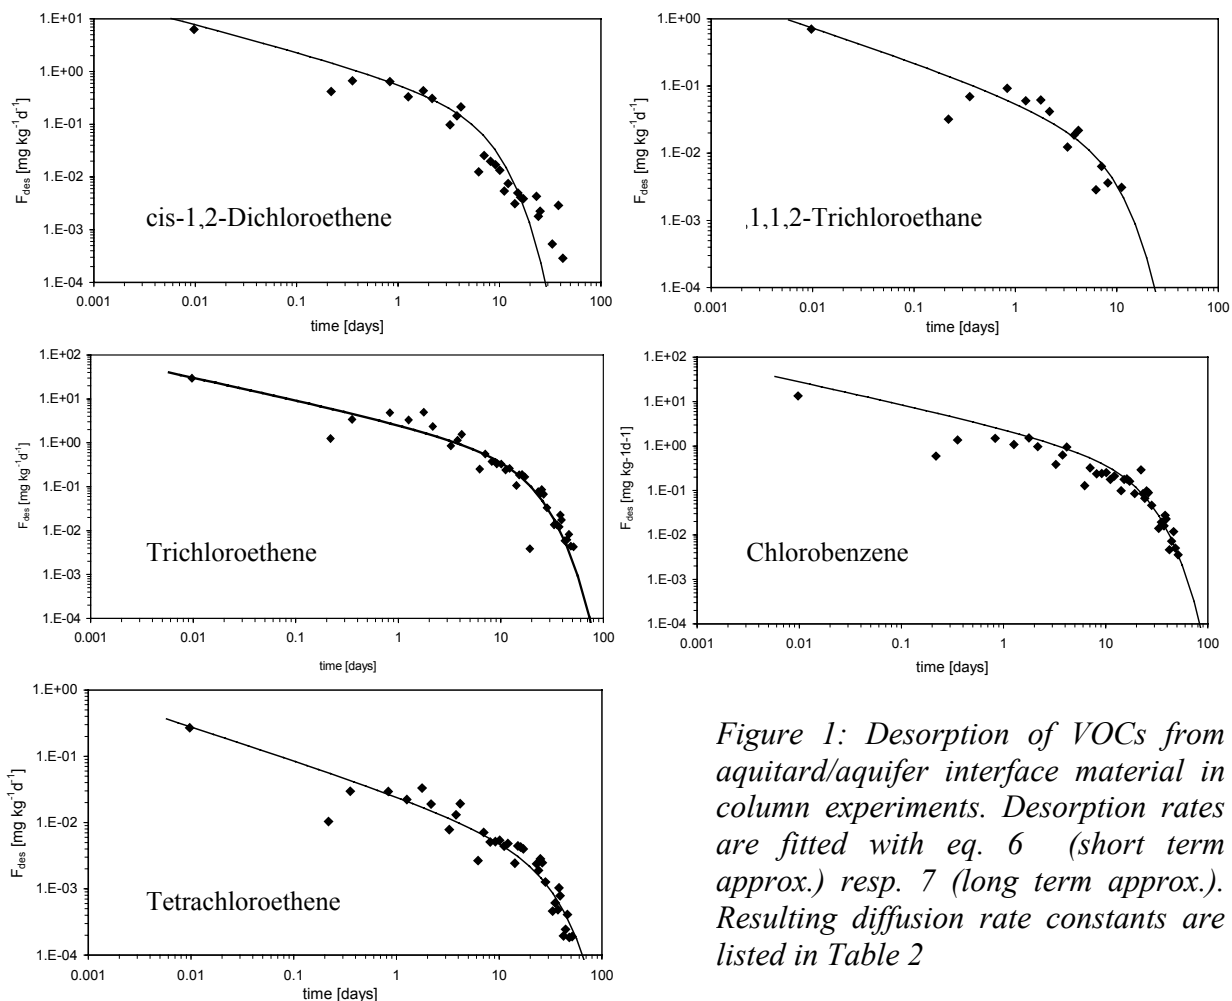 1.E+01
1.E+00
1.E-01
1.E-02
1.E-03
1.E-04
F_des [mg kg⁻¹d⁻¹]
cis-1,2-Dichloroethene
0.001 0.01 0.1 1 10 100
time [days]
1.E+00
1.E-01
1.E-02
1.E-03
1.E-04
F_des [mg kg⁻¹d⁻¹]
,1,1,2-Trichloroethane
0.001 0.01 0.1 1 10 100
time [days]
1.E+02
1.E+01
1.E+00
1.E-01
1.E-02
1.E-03
1.E-04
F_des [mg kg⁻¹d⁻¹]
Trichloroethene
0.001 0.01 0.1 1 10 100
time [days]
1.E+02
1.E+01
1.E+00
1.E-01
1.E-02
1.E-03
1.E-04
F_des [mg kg-1d-1]
Chlorobenzene
0.001 0.01 0.1 1 10 100
time [days]
1.E+00
1.E-01
1.E-02
1.E-03
1.E-04
F_des [mg kg⁻¹d⁻¹]
Tetrachloroethene
0.001 0.01 0.1 1 10 100
time [days]
Figure 1: Desorption of VOCs from
aquitard/aquifer interface material in
column experiments. Desorption rates
are fitted with eq. 6 (short term
approx.) resp. 7 (long term approx.).
Resulting diffusion rate constants are
listed in Table 2